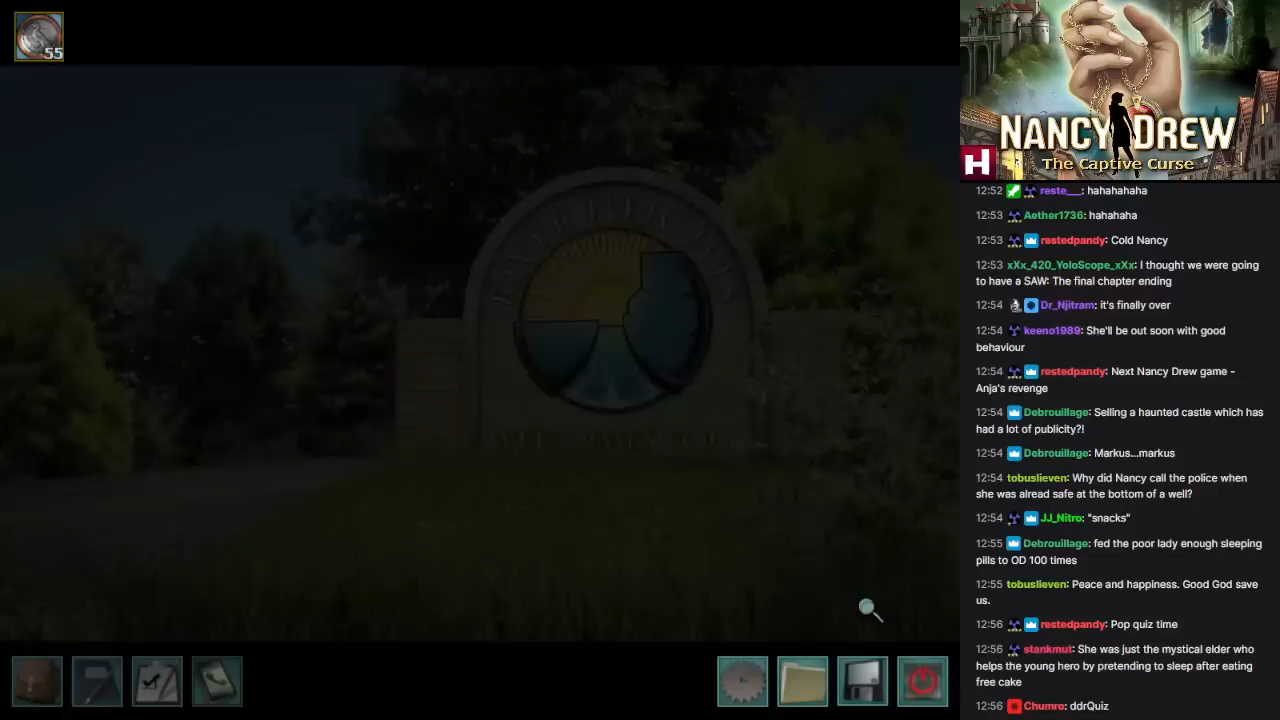 55
NANCY DREW
The Captive Curse
H
12:52 reste___: hahahahaha
12:53 Aether1736: hahahaha
12:53 restedpandy: Cold Nancy
xXx_420_YoloScope_xXx: I thought we were going
12:53
to have a SAW: The final chapter ending
12:54 Dr_Njitram: it's finally over
12:54 keeno1989: She'll be out soon with good
behaviour
12:54 restedpandy: Next Nancy Drew game -
Anja's revenge
12:54 Debrouillage: Selling a haunted castle which has
had a lot of publicity?!
12:54 Debrouillage: Markus...markus
12:54 tobuslieven: Why did Nancy call the police when
she was alread safe at the bottom of a well?
12:54 JJ_Nitro: "snacks"
12:55 Debrouillage: fed the poor lady enough sleeping
pills to OD 100 times
12:55 tobuslieven: Peace and happiness. Good God save
us.
12:56 restedpandy: Pop quiz time
12:56 stankmut: She was just the mystical elder who
helps the young hero by pretending to sleep after eating
free cake
12:56 Chumro: ddrQuiz